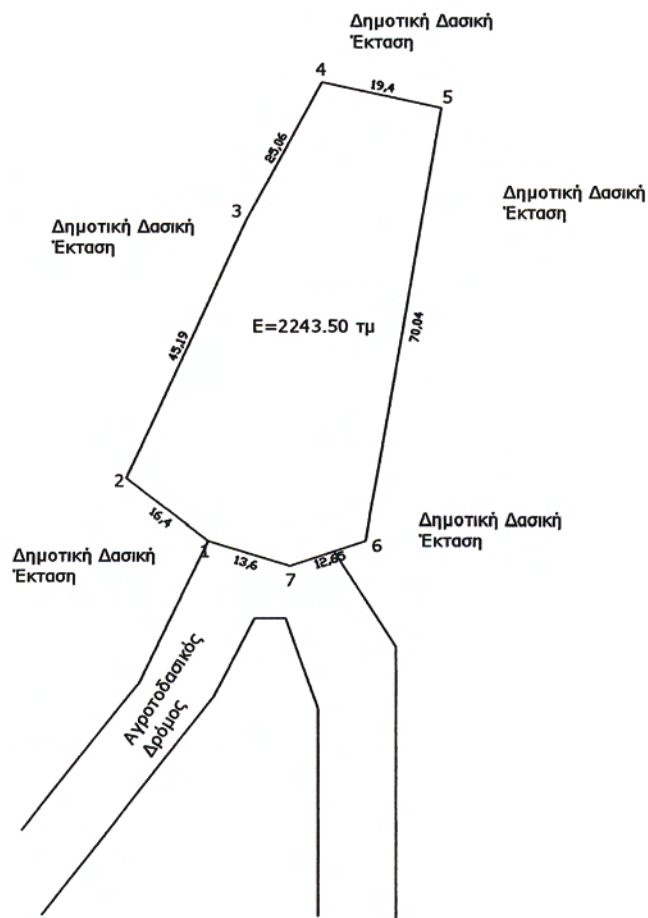 Δημοτική Δασική
Έκταση
4
19,4
5
25,06
3
Δημοτική Δασική
Έκταση
Δημοτική Δασική
Έκταση
45,19
E=2243.50 τμ
70,04
2
16,4
Δημοτική Δασική
Έκταση
1
13,6
7
12,65
6
Δημοτική Δασική
Έκταση
Αγροτοδασικός
Δρόμος